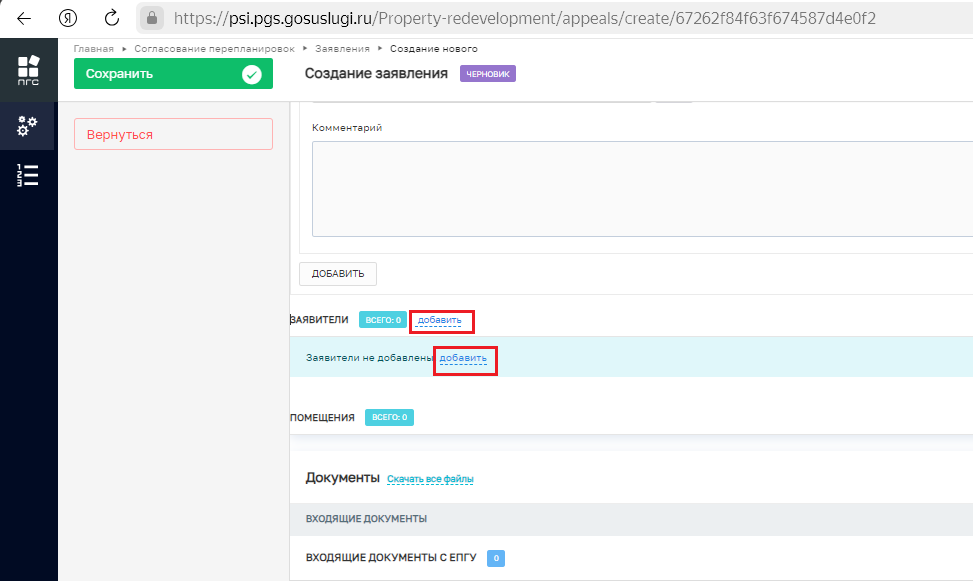 https://psi.pgs.gosuslugi.ru/Property-redevelopment/appeals/create/67262f84f63f674587d4e0f2
Главная ▸ Согласование перепланировок ▸ Заявления ▸ Создание нового
ПГС
Сохранить
Создание заявления ЧЕРНОВИК
Вернуться
Комментарий
ДОБАВИТЬ
ЗАЯВИТЕЛИ ВСЕГО: 0 добавить
Заявители не добавлены добавить
ПОМЕЩЕНИЯ ВСЕГО: 0
Документы Скачать все файлы
ВХОДЯЩИЕ ДОКУМЕНТЫ
ВХОДЯЩИЕ ДОКУМЕНТЫ С ЕПГУ 0